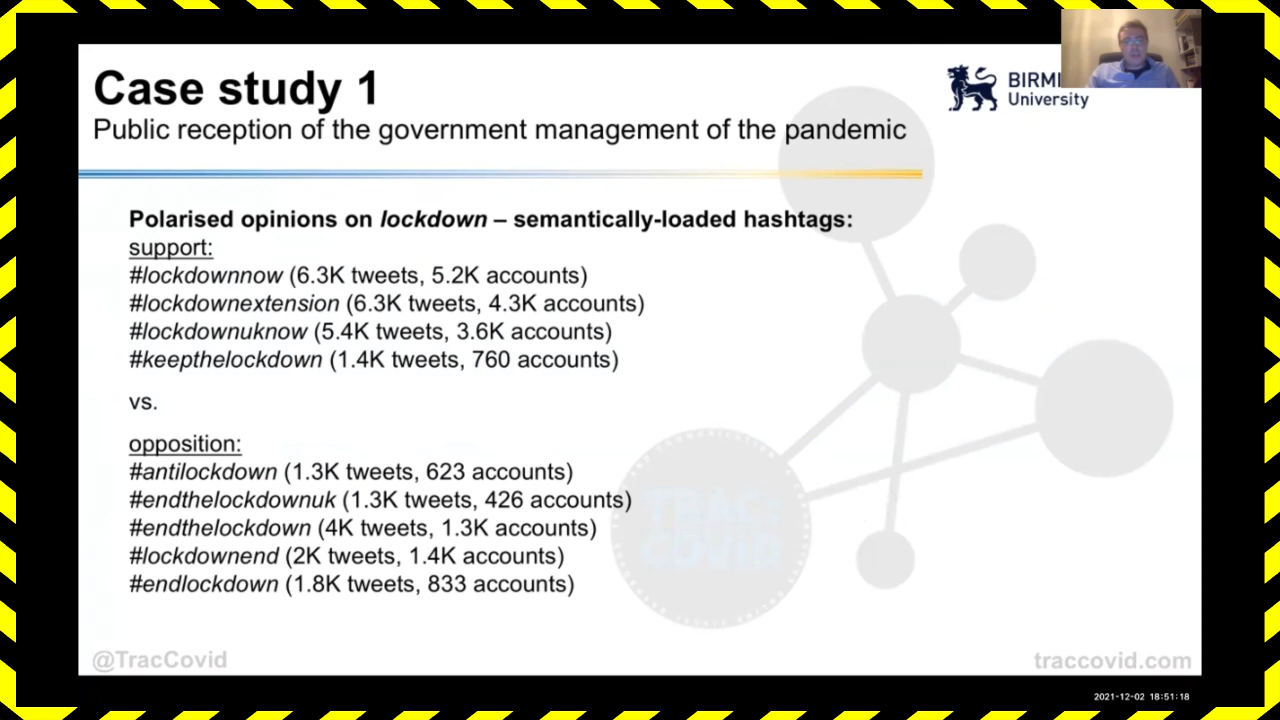 Case study 1
Public reception of the government management of the pandemic
BIRMI
University
Polarised opinions on lockdown – semantically-loaded hashtags:
support:
#lockdownnow (6.3K tweets, 5.2K accounts)
#lockdownextension (6.3K tweets, 4.3K accounts)
#lockdownuknow (5.4K tweets, 3.6K accounts)
#keepthelockdown (1.4K tweets, 760 accounts)
vs.
opposition:
#antilockdown (1.3K tweets, 623 accounts)
#endthelockdownuk (1.3K tweets, 426 accounts)
#endthelockdown (4K tweets, 1.3K accounts)
#lockdownend (2K tweets, 1.4K accounts)
#endlockdown (1.8K tweets, 833 accounts)
TRAC:
COVID
@TracCovid
traccovid.com
2021-12-02 18:51:18